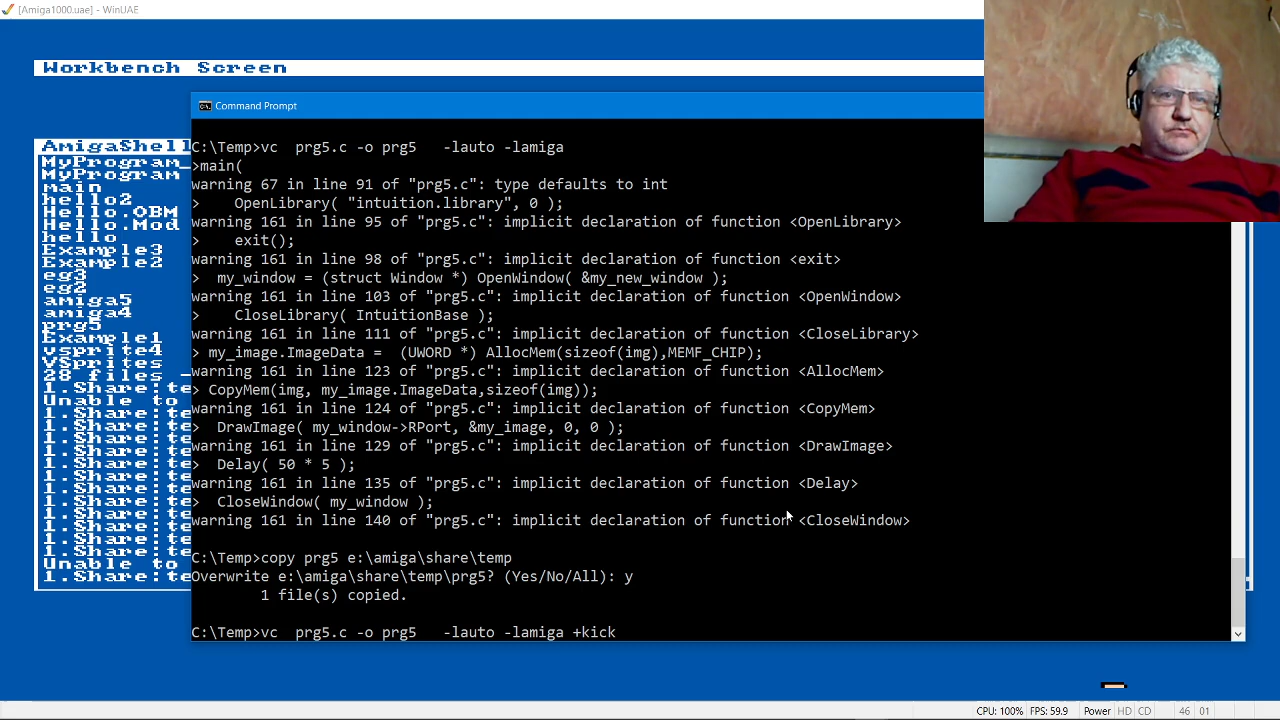 [Amiga1000.uae] - WinUAE
Workbench Screen
Command Prompt
AmigaShell
MyProgram
MyProgram
main
hello2
Hello.OBM
Hello.Mod
hello
Example3
Example2
eg3
eg2
amiga5
amiga4
prg5
Example1
vsprite4
VSprites
28 files
1.Share:te
Unable to
1.Share:te
1.Share:te
1.Share:te
1.Share:te
1.Share:te
1.Share:te
1.Share:te
1.Share:te
1.Share:te
1.Share:te
1.Share:te
1.Share:te
Unable to
1.Share:te
C:\Temp>vc  prg5.c -o prg5   -lauto -lamiga
>main(
warning 67 in line 91 of "prg5.c": type defaults to int
>    OpenLibrary( "intuition.library", 0 );
warning 161 in line 95 of "prg5.c": implicit declaration of function <OpenLibrary>
>    exit();
warning 161 in line 98 of "prg5.c": implicit declaration of function <exit>
>  my_window = (struct Window *) OpenWindow( &my_new_window );
warning 161 in line 103 of "prg5.c": implicit declaration of function <OpenWindow>
>    CloseLibrary( IntuitionBase );
warning 161 in line 111 of "prg5.c": implicit declaration of function <CloseLibrary>
> my_image.ImageData =  (UWORD *) AllocMem(sizeof(img),MEMF_CHIP);
warning 161 in line 123 of "prg5.c": implicit declaration of function <AllocMem>
> CopyMem(img, my_image.ImageData,sizeof(img));
warning 161 in line 124 of "prg5.c": implicit declaration of function <CopyMem>
>  DrawImage( my_window->RPort, &my_image, 0, 0 );
warning 161 in line 129 of "prg5.c": implicit declaration of function <DrawImage>
>  Delay( 50 * 5 );
warning 161 in line 135 of "prg5.c": implicit declaration of function <Delay>
>  CloseWindow( my_window );
warning 161 in line 140 of "prg5.c": implicit declaration of function <CloseWindow>
C:\Temp>copy prg5 e:\amiga\share\temp
Overwrite e:\amiga\share\temp\prg5? (Yes/No/All): y
        1 file(s) copied.
C:\Temp>vc  prg5.c -o prg5   -lauto -lamiga +kick
CPU: 100% FPS: 59.9 Power HD CD 46 01